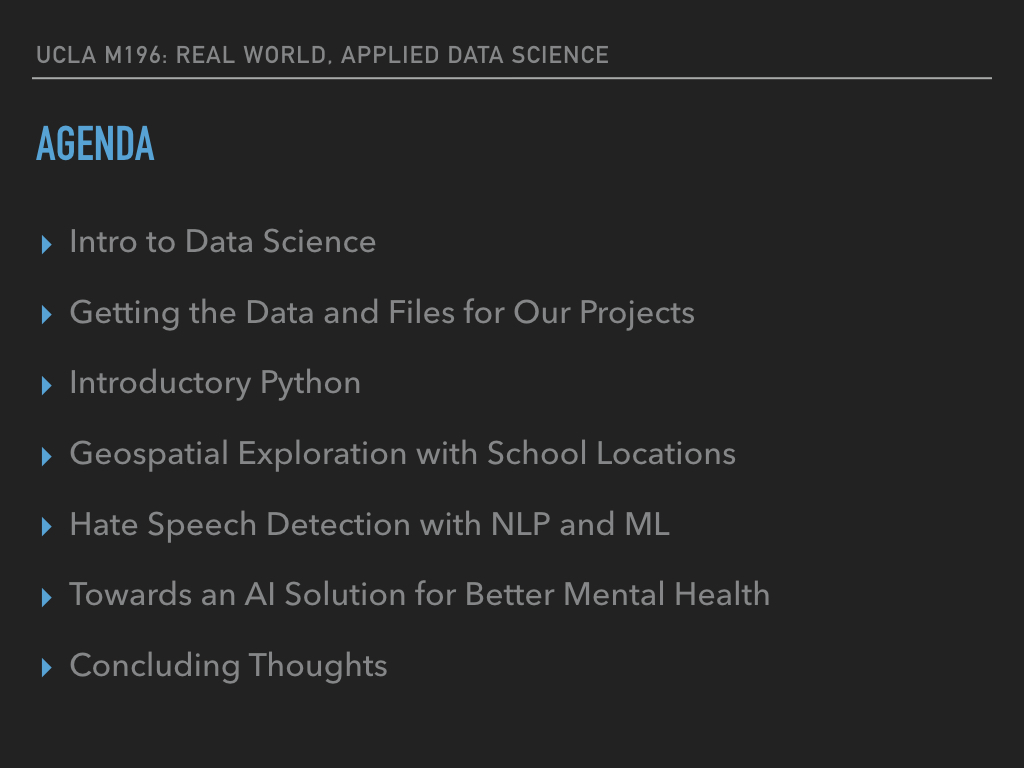 UCLA M196: REAL WORLD, APPLIED DATA SCIENCE
AGENDA
Intro to Data Science
Getting the Data and Files for Our Projects
Introductory Python
Geospatial Exploration with School Locations
Hate Speech Detection with NLP and ML
Towards an AI Solution for Better Mental Health
Concluding Thoughts